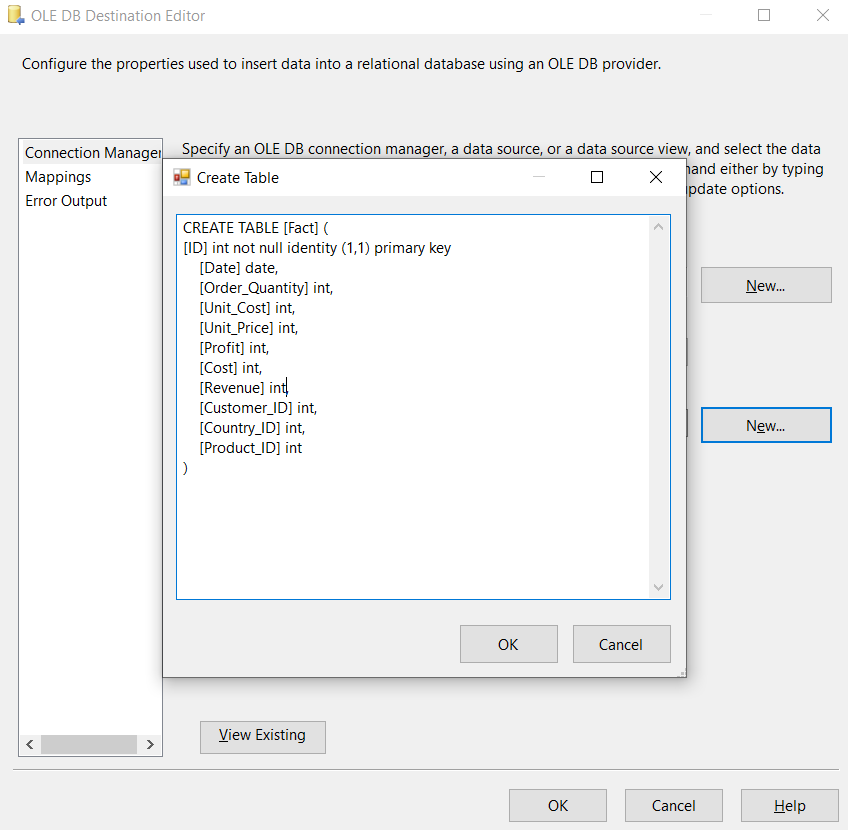 OLE DB Destination Editor
Configure the properties used to insert data into a relational database using an OLE DB provider.
Connection Manager
Mappings
Error Output
Specify an OLE DB connection manager, a data source, or a data source view, and select the data
and either by typing
update options.
Create Table
CREATE TABLE [Fact] (
[ID] int not null identity (1,1) primary key
[Date] date,
[Order_Quantity] int,
[Unit_Cost] int,
[Unit_Price] int,
[Profit] int,
[Cost] int,
[Revenue] int,
[Customer_ID] int,
[Country_ID] int,
[Product_ID] int
)
New...
New...
OK
Cancel
View Existing
OK
Cancel
Help